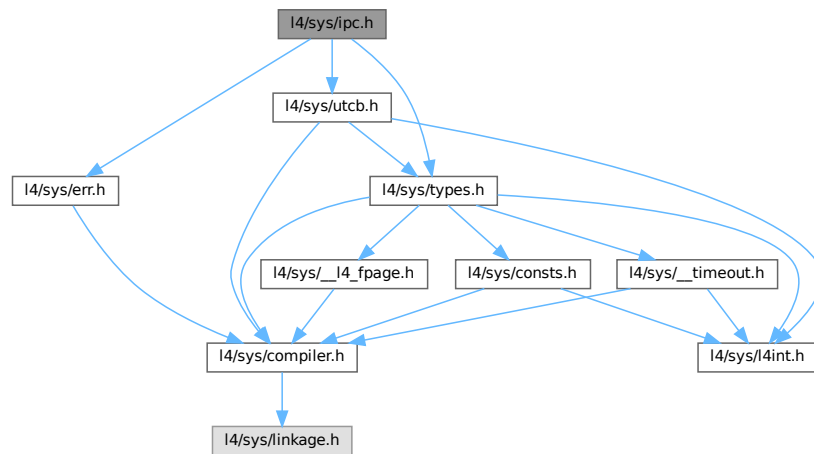 l4/sys/ipc.h
l4/sys/utcb.h
l4/sys/err.h
l4/sys/types.h
l4/sys/__l4_fpage.h
l4/sys/consts.h
l4/sys/__timeout.h
l4/sys/compiler.h
l4/sys/l4int.h
l4/sys/linkage.h